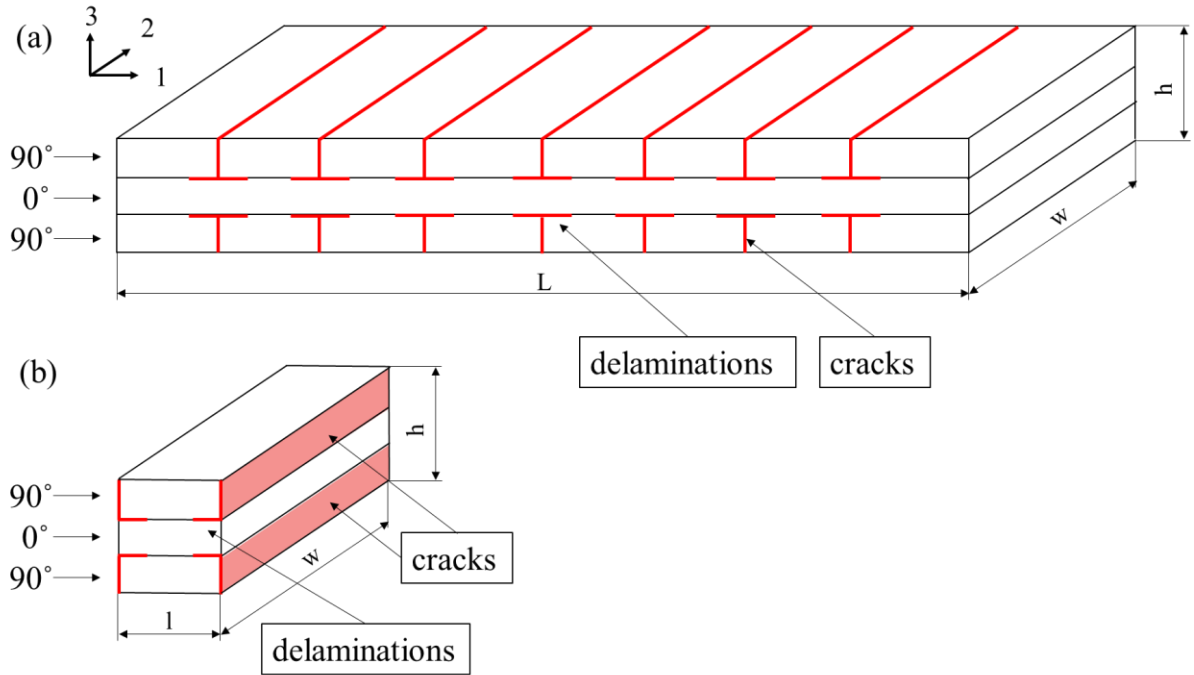 (a)
3
2
1
h
90°
0°
90°
w
L
delaminations
cracks
(b)
h
90°
0°
90°
w
cracks
l
delaminations